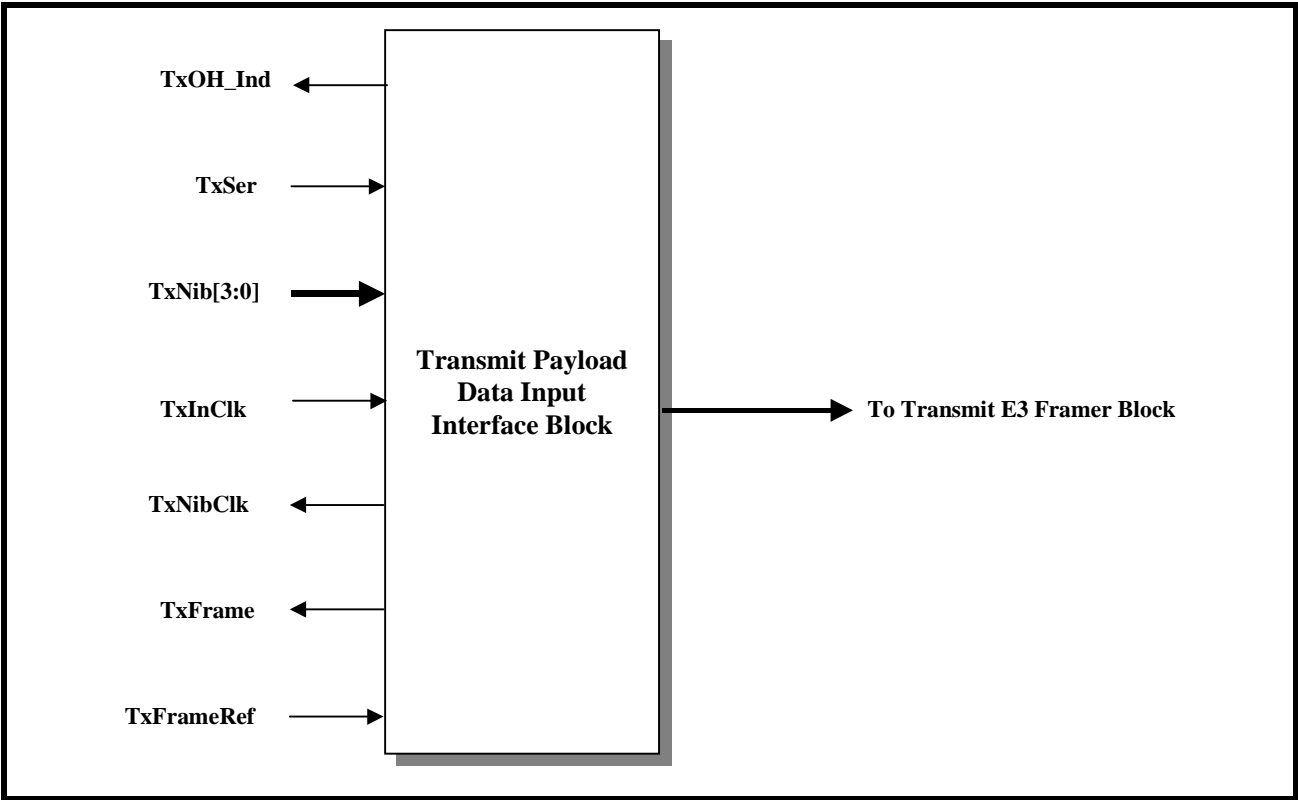 TxOH_Ind
TxSer
TxNib[3:0]
TxInClk
TxNibClk
TxFrame
TxFrameRef
Transmit Payload
Data Input
Interface Block
To Transmit E3 Framer Block